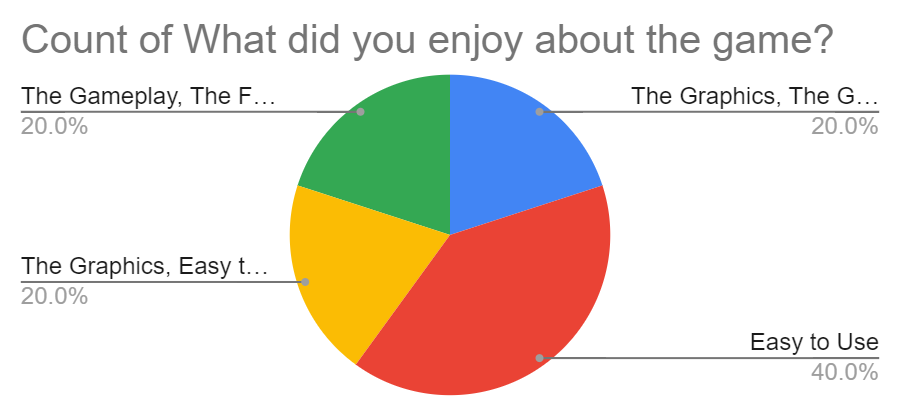 Count of What did you enjoy about the game?
The Gameplay, The F…
20.0%
The Graphics, The G…
20.0%
The Graphics, Easy t…
20.0%
Easy to Use
40.0%